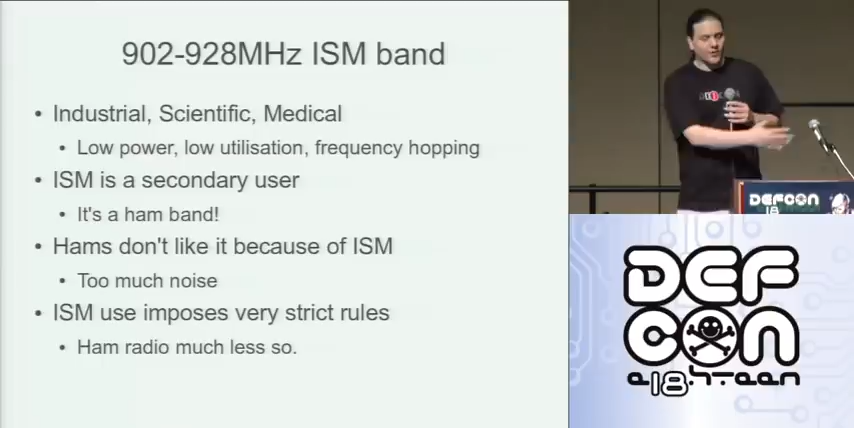 902-928MHz ISM band
• Industrial, Scientific, Medical
• Low power, low utilisation, frequency hopping
• ISM is a secondary user
• It's a ham band!
• Hams don't like it because of ISM
• Too much noise
• ISM use imposes very strict rules
• Ham radio much less so.
DEFCON
18
DEF
CON
e18hteen